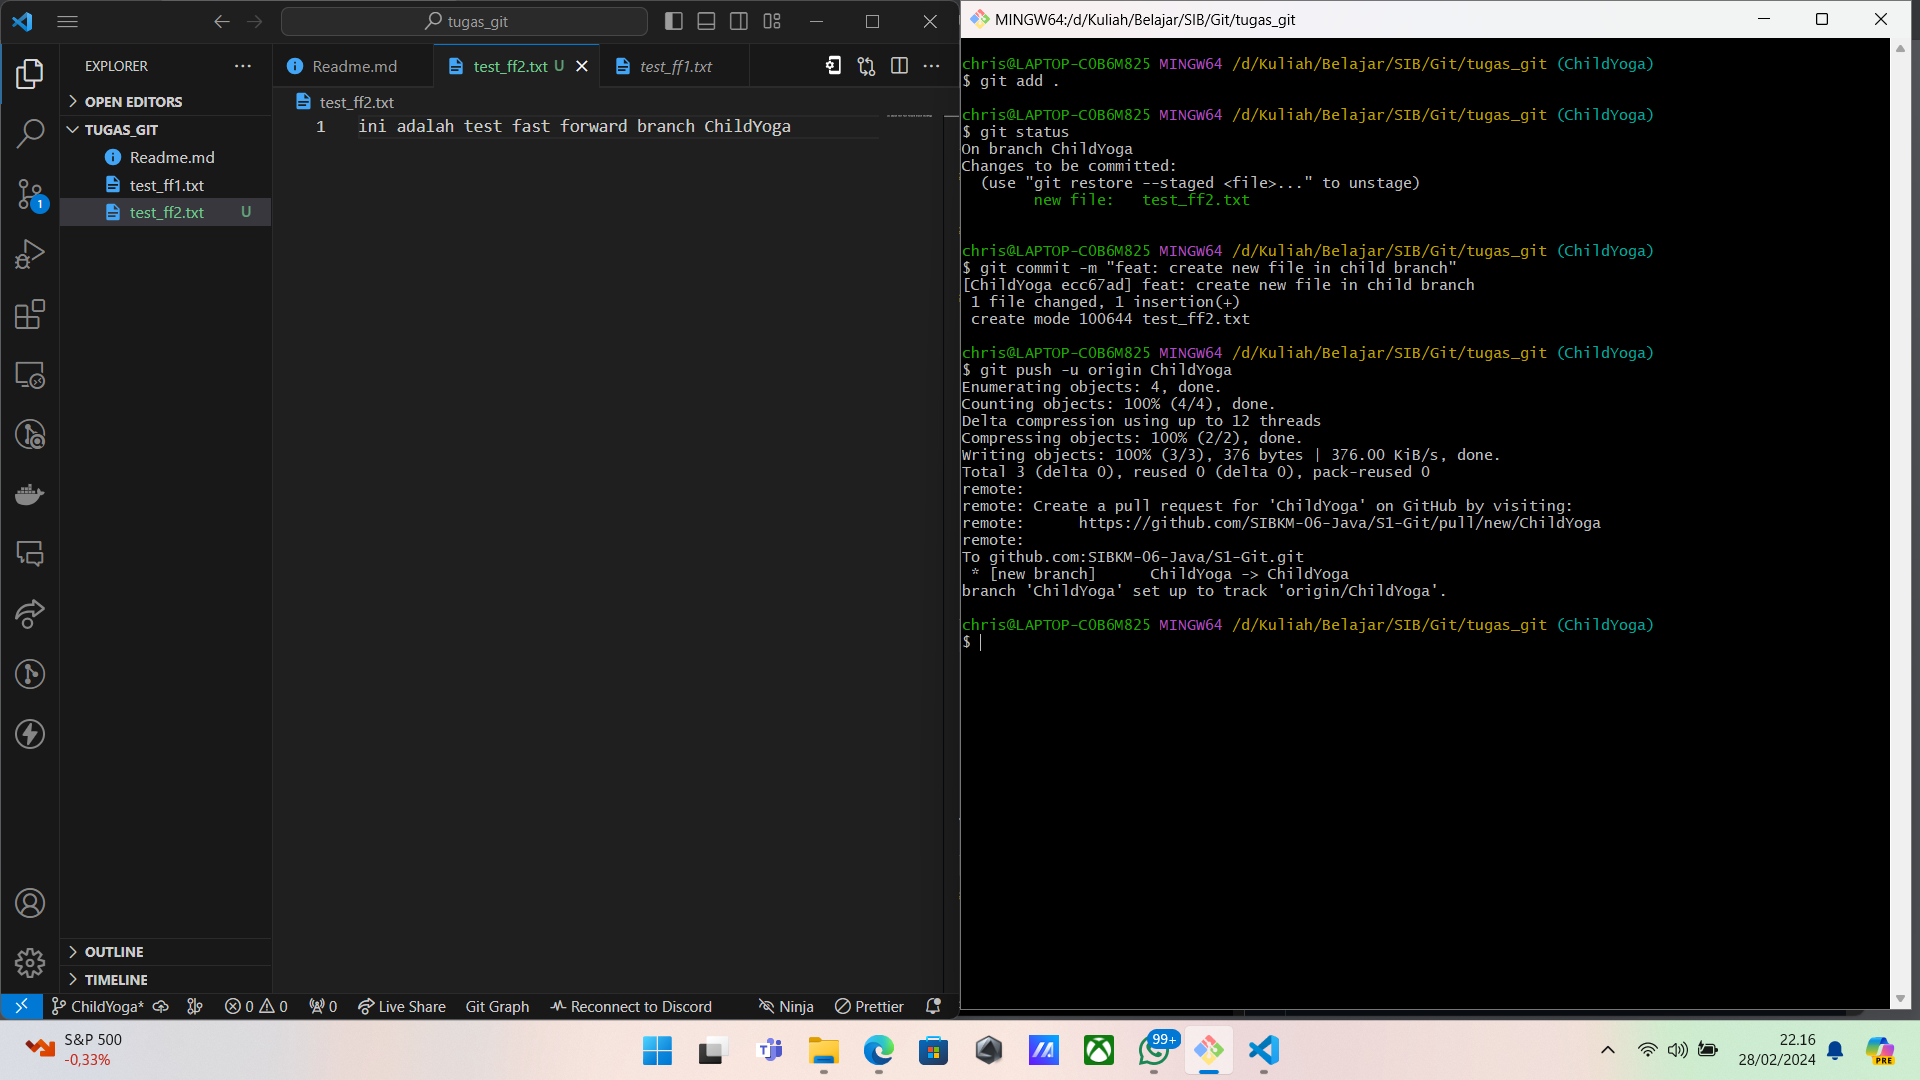 tugas_git
EXPLORER
OPEN EDITORS
TUGAS_GIT
Readme.md
test_ff1.txt
test_ff2.txt U
1
OUTLINE
TIMELINE
Readme.md
test_ff2.txt U
test_ff1.txt
test_ff2.txt
1 ini adalah test fast forward branch ChildYoga
ChildYoga* 0 0 0 Live Share Git Graph Reconnect to Discord Ninja Prettier
MINGW64:/d/Kuliah/Belajar/SIB/Git/tugas_git
chris@LAPTOP-COB6M825 MINGW64 /d/Kuliah/Belajar/SIB/Git/tugas_git (ChildYoga)
$ git add .
chris@LAPTOP-COB6M825 MINGW64 /d/Kuliah/Belajar/SIB/Git/tugas_git (ChildYoga)
$ git status
On branch ChildYoga
Changes to be committed:
(use "git restore --staged <file>..." to unstage)
new file:   test_ff2.txt
chris@LAPTOP-COB6M825 MINGW64 /d/Kuliah/Belajar/SIB/Git/tugas_git (ChildYoga)
$ git commit -m "feat: create new file in child branch"
[ChildYoga ecc67ad] feat: create new file in child branch
1 file changed, 1 insertion(+)
create mode 100644 test_ff2.txt
chris@LAPTOP-COB6M825 MINGW64 /d/Kuliah/Belajar/SIB/Git/tugas_git (ChildYoga)
$ git push -u origin ChildYoga
Enumerating objects: 4, done.
Counting objects: 100% (4/4), done.
Delta compression using up to 12 threads
Compressing objects: 100% (2/2), done.
Writing objects: 100% (3/3), 376 bytes | 376.00 KiB/s, done.
Total 3 (delta 0), reused 0 (delta 0), pack-reused 0
remote:
remote: Create a pull request for 'ChildYoga' on GitHub by visiting:
remote:      https://github.com/SIBKM-06-Java/S1-Git/pull/new/ChildYoga
remote:
To github.com:SIBKM-06-Java/S1-Git.git
* [new branch]      ChildYoga -> ChildYoga
branch 'ChildYoga' set up to track 'origin/ChildYoga'.
chris@LAPTOP-COB6M825 MINGW64 /d/Kuliah/Belajar/SIB/Git/tugas_git (ChildYoga)
$
S&P 500
-0,33%
99+
22.16
28/02/2024
PRE